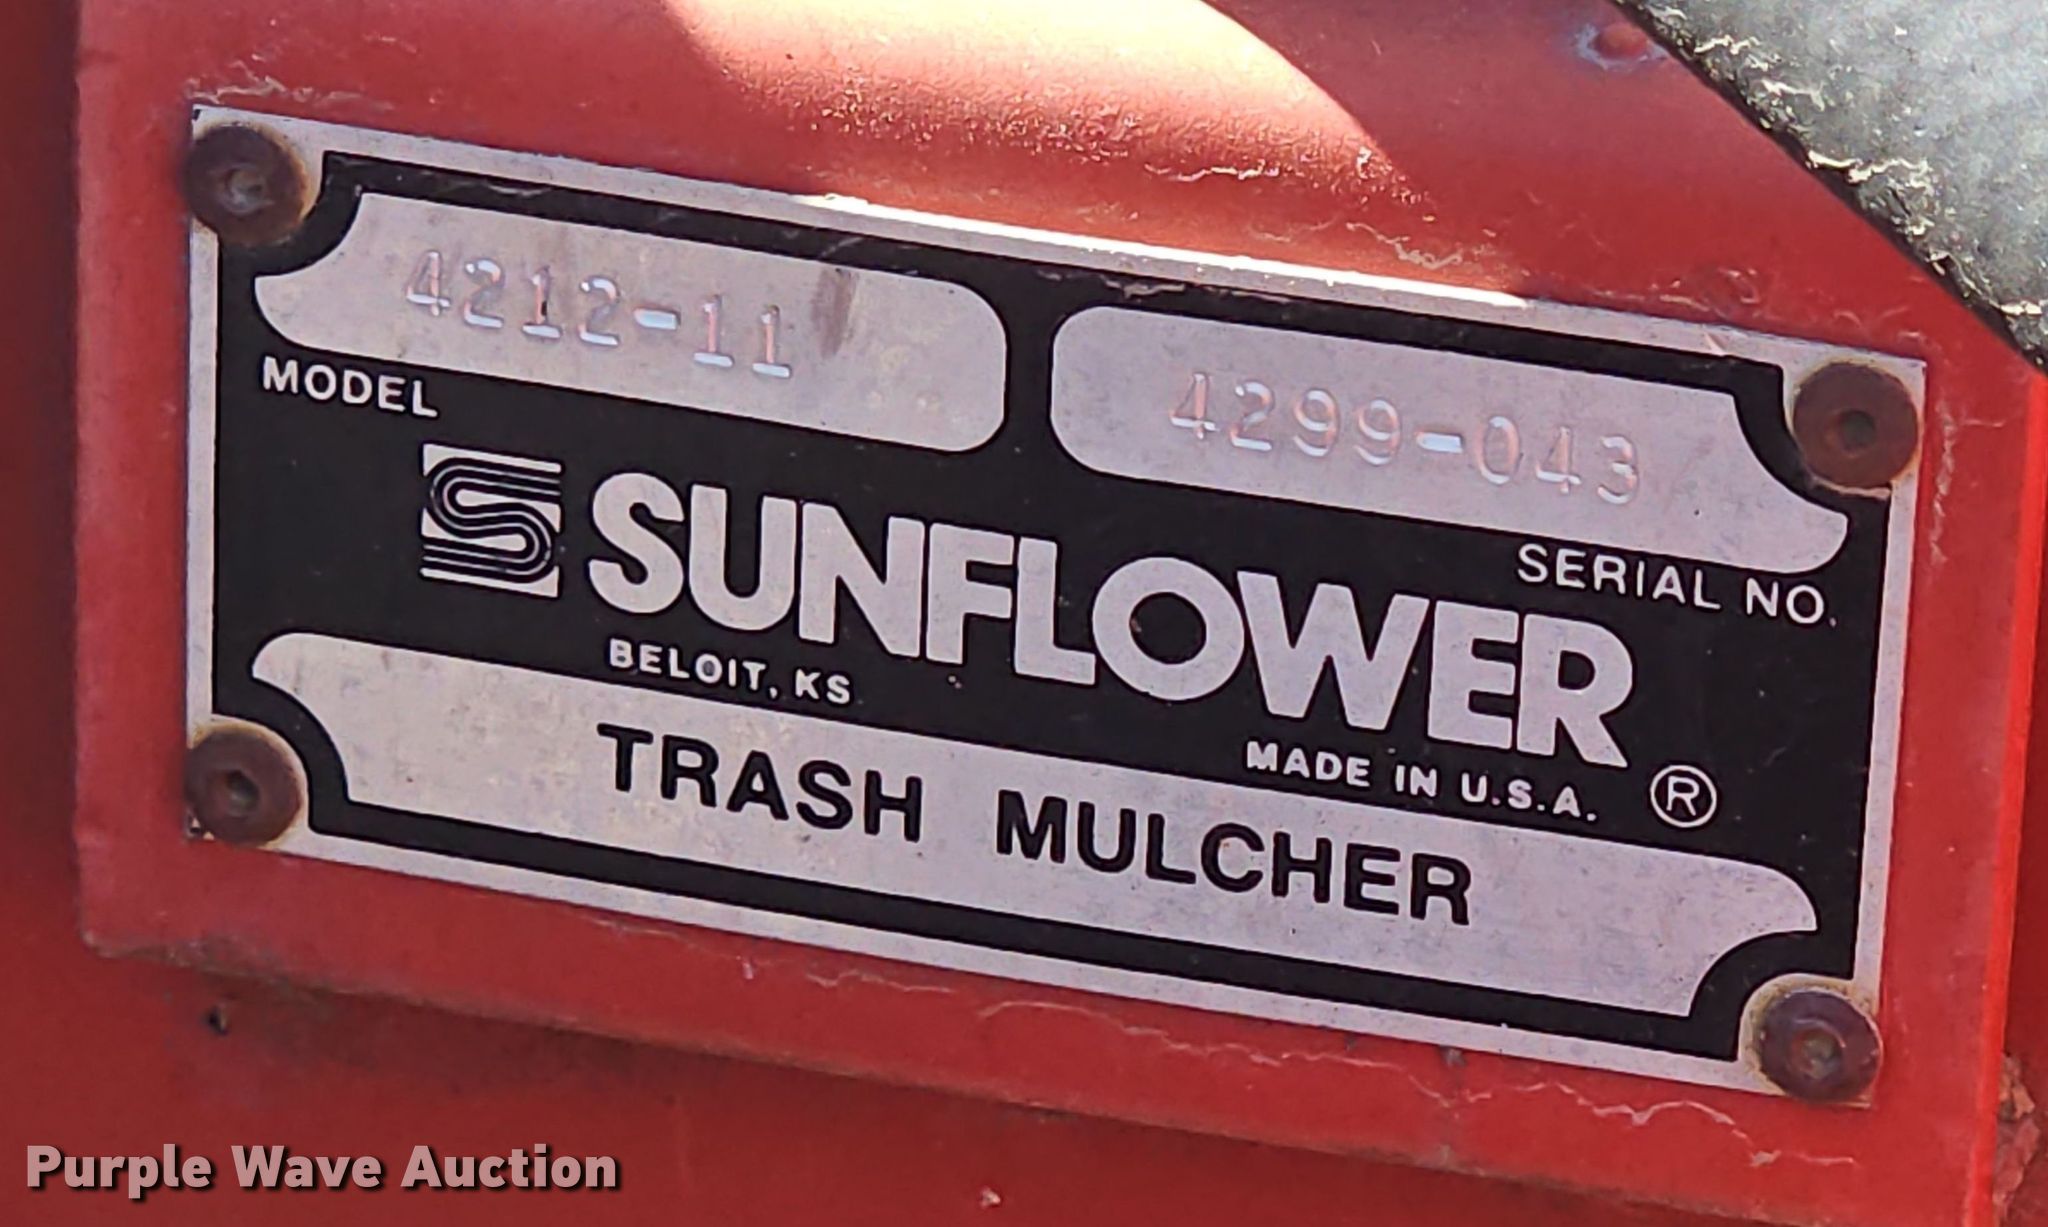 4212-11
4299-043
MODEL
SERIAL NO.
SUNFLOWER
BELOIT, KS
MADE IN U.S.A. ®
TRASH MULCHER
Purple Wave Auction